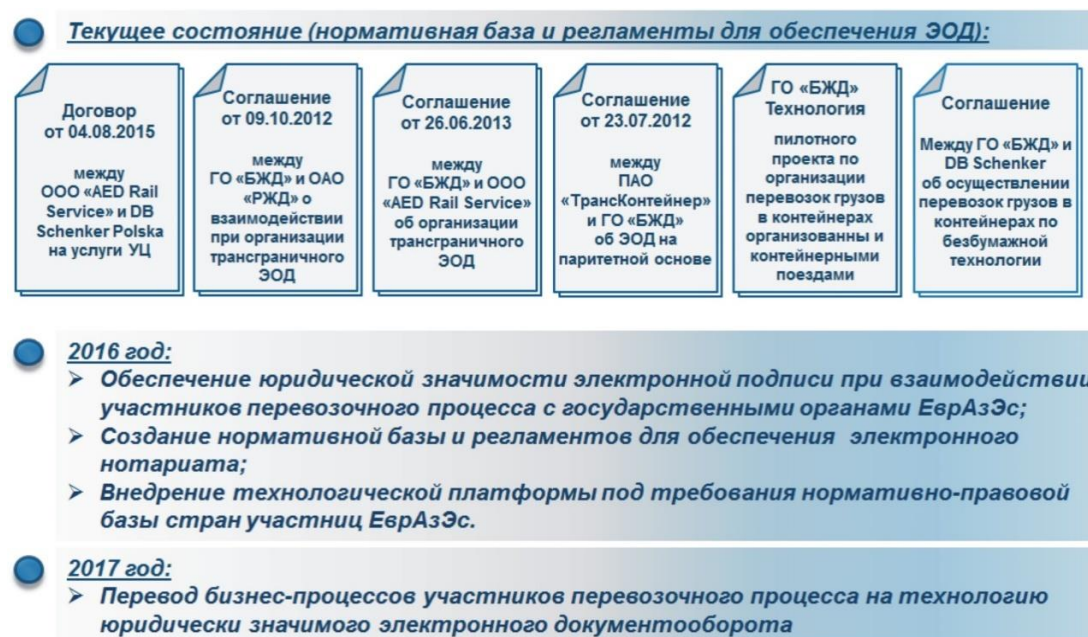 Текущее состояние (нормативная база и регламенты для обеспечения ЭОД):
Договор
от 04.08.2015
между
ООО «AED Rail
Service» и DB
Schenker Polska
на услуги УЦ
Соглашение
от 09.10.2012
между
ГО «БЖД» и ОАО
«РЖД» о
взаимодействии
при организации
трансграничного
ЭОД
Соглашение
от 26.06.2013
между
ГО «БЖД» и ООО
«AED Rail Service»
об организации
трансграничного
ЭОД
Соглашение
от 23.07.2012
между
ПАО
«ТрансКонтейнер»
и ГО «БЖД»
об ЭОД на
паритетной основе
ГО «БЖД»
Технология
пилотного
проекта по
организации
перевозок грузов
в контейнерах
организованны и
контейнерными
поездами
Соглашение
Между ГО «БЖД» и
DB Schenker
об осуществлении
перевозок грузов в
контейнерах по
безбумажной
технологии
2016 год:
➢ Обеспечение юридической значимости электронной подписи при взаимодействии
участников перевозочного процесса с государственными органами ЕврАзЭс;
➢ Создание нормативной базы и регламентов для обеспечения электронного
нотариата;
➢ Внедрение технологической платформы под требования нормативно-правовой
базы стран участниц ЕврАзЭс.
2017 год:
➢ Перевод бизнес-процессов участников перевозочного процесса на технологию
юридически значимого электронного документооборота